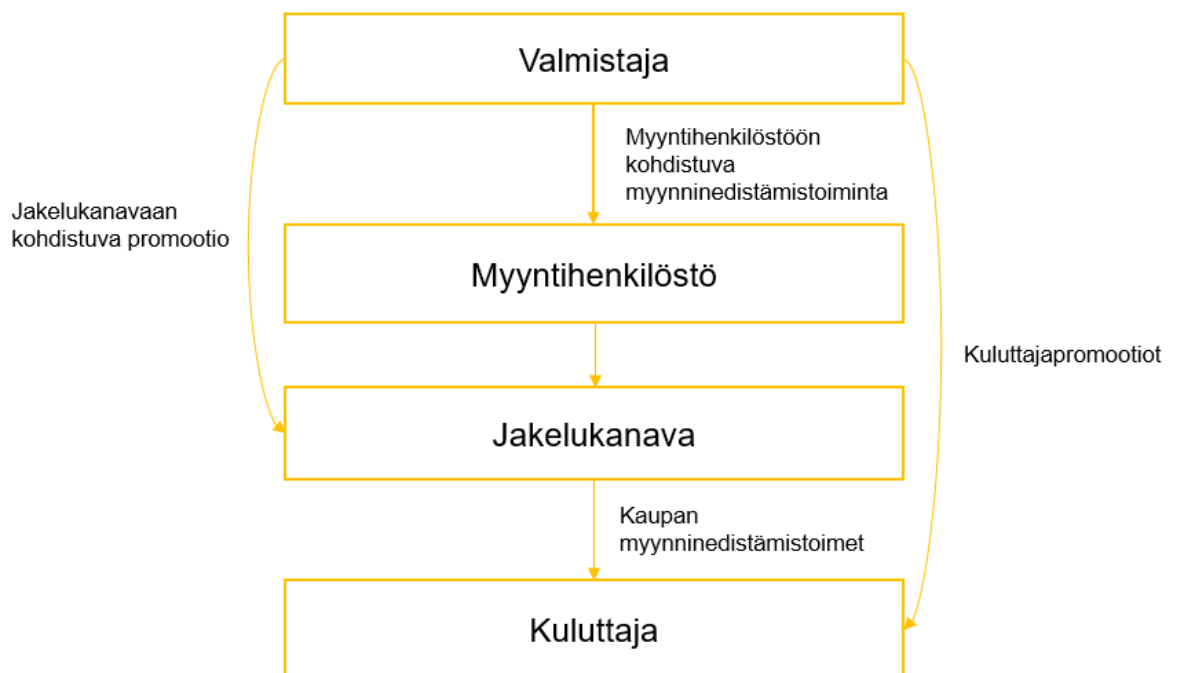 Valmistaja
Myyntihenkilöstöön
kohdistuva
myynninedistämistoiminta
Jakelukanavaan
kohdistuva promootio
Myyntihenkilöstö
Kuluttajapromootiot
Jakelukanava
Kaupan
myynninedistämistoimet
Kuluttaja